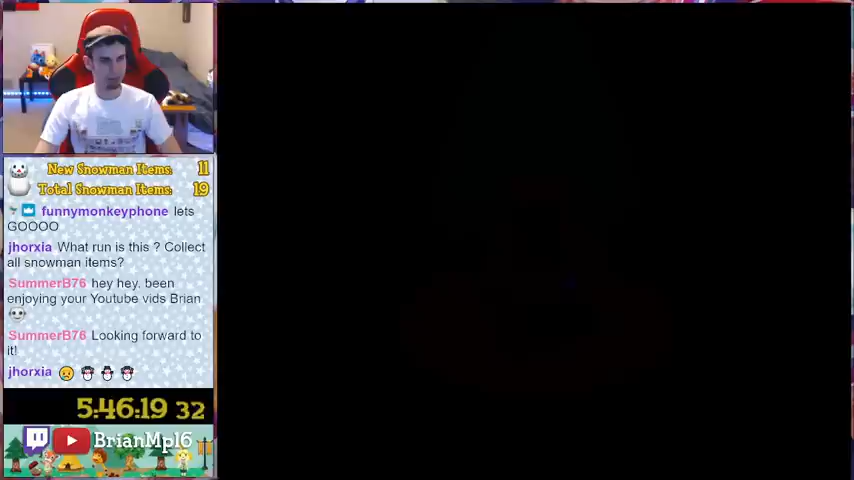 New Snowman Items: 11
Total Snowman Items: 19
funnymonkeyphone lets
GOOOO
jhorxia What run is this ? Collect
all snowman items?
SummerB76 hey hey. been
enjoying your Youtube vids Brian
SummerB76 Looking forward to
it!
jhorxia
5:46:19 32
BrianMp16